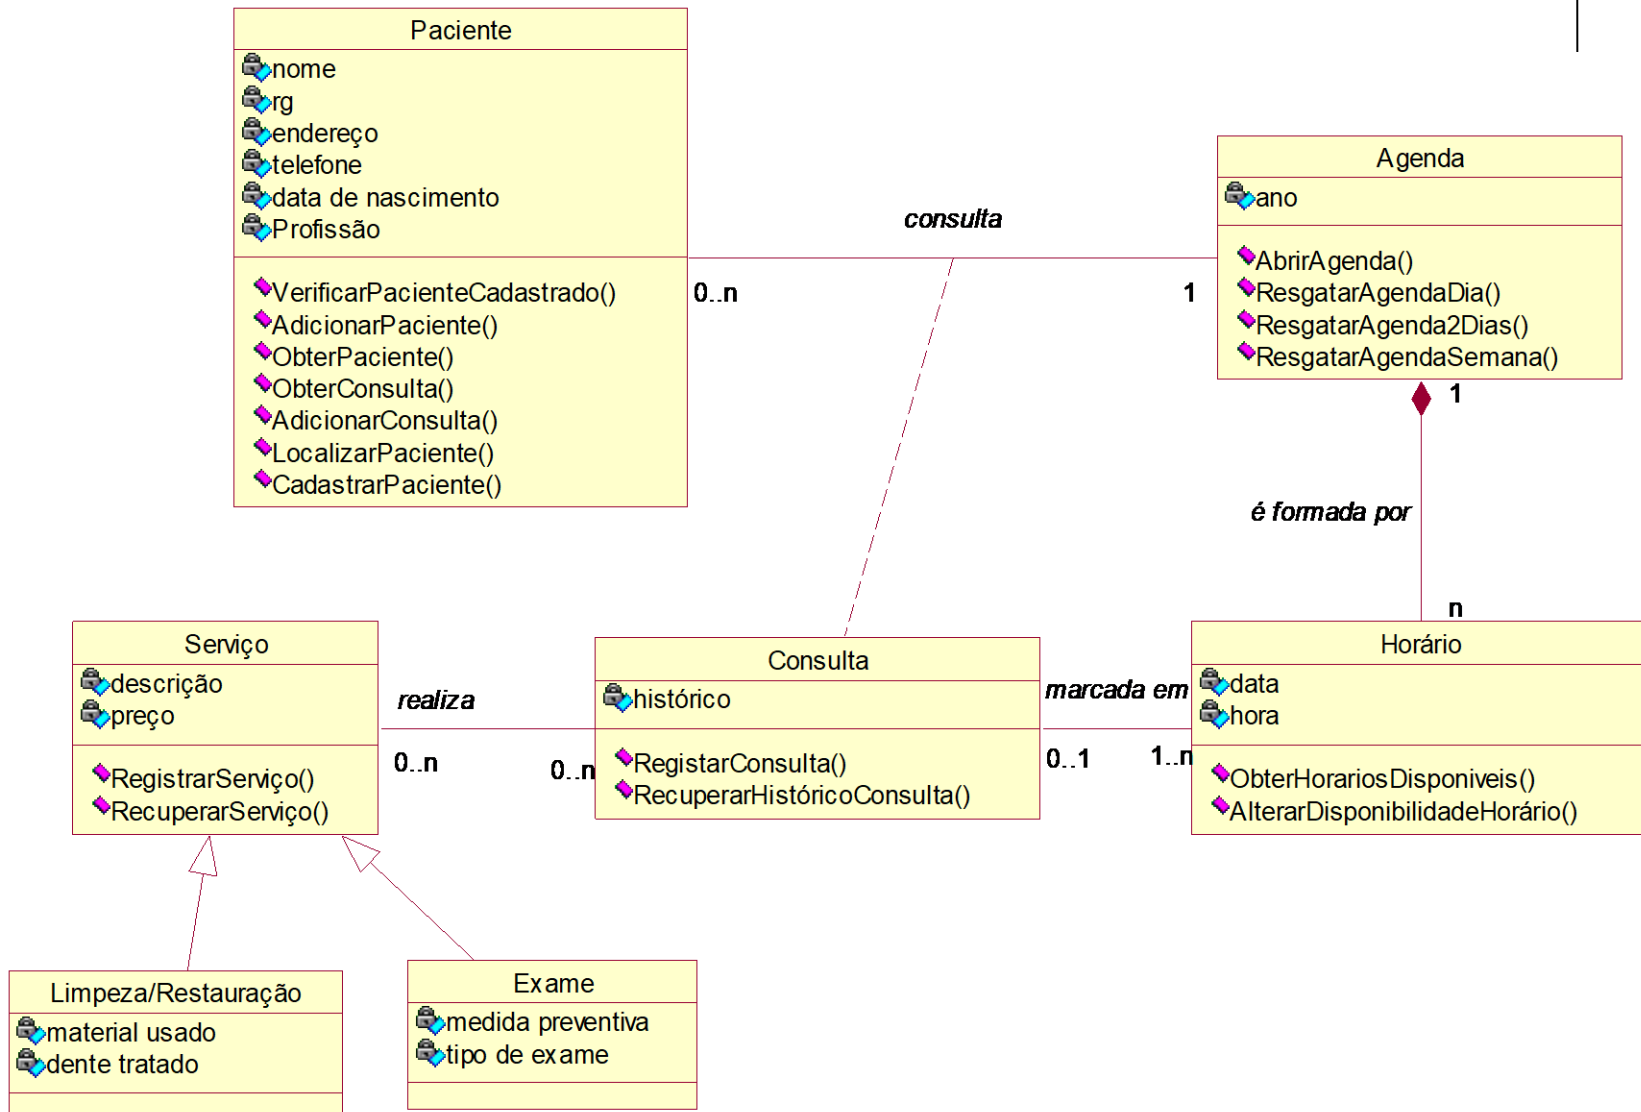 Paciente
nome
rg
endereço
telefone
data de nascimento
Profissão
VerificarPacienteCadastrado()
AdicionarPaciente()
ObterPaciente()
ObterConsulta()
AdicionarConsulta()
LocalizarPaciente()
CadastrarPaciente()
consulta
0..n
1
Agenda
ano
AbrirAgenda()
ResgatarAgendaDia()
ResgatarAgenda2Dias()
ResgatarAgendaSemana()
1
é formada por
n
Serviço
descrição
preço
RegistrarServiço()
RecuperarServiço()
realiza
0..n
0..n
Consulta
histórico
RegistarConsulta()
RecuperarHistóricoConsulta()
marcada em
0..1
1..n
Horário
data
hora
ObterHorariosDisponiveis()
AlterarDisponibilidadeHorário()
Limpeza/Restauração
material usado
dente tratado
Exame
medida preventiva
tipo de exame